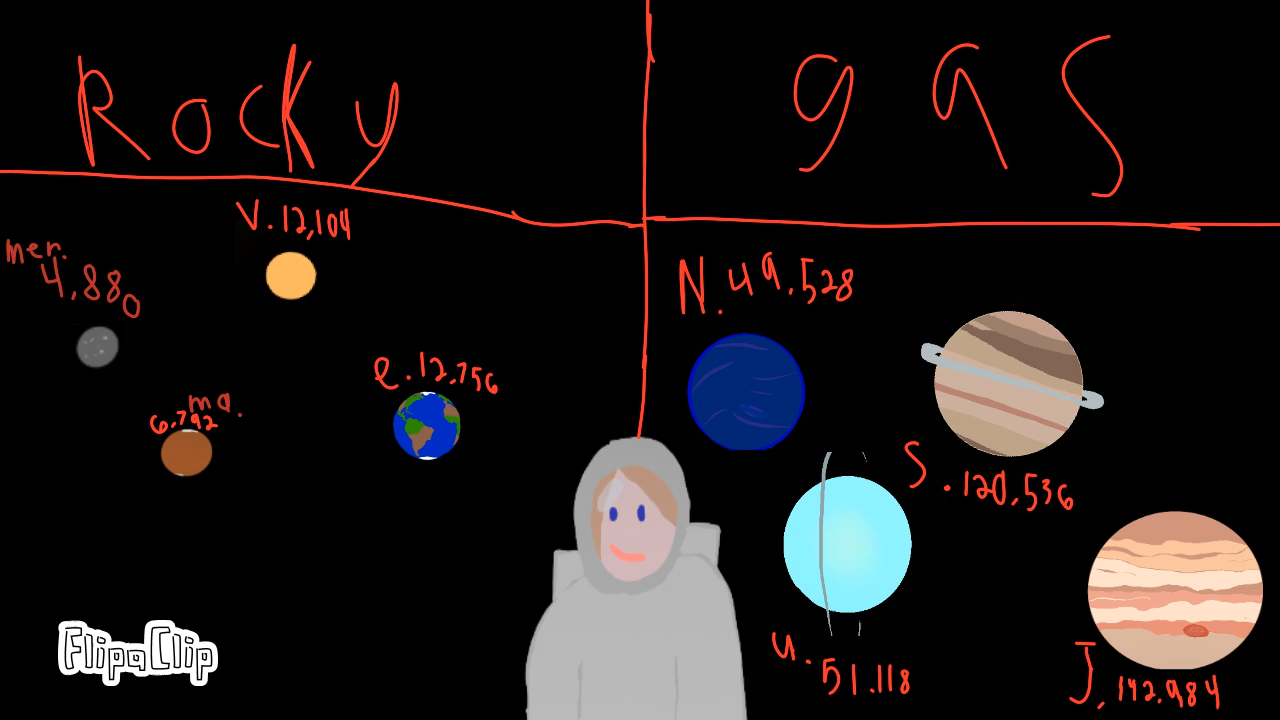 Rocky
gas
v.12,104
mer.
4,880
ma.
6,792
e.12,756
N.49,528
S.120,536
u.51.118
J,142,984
FlipaClip